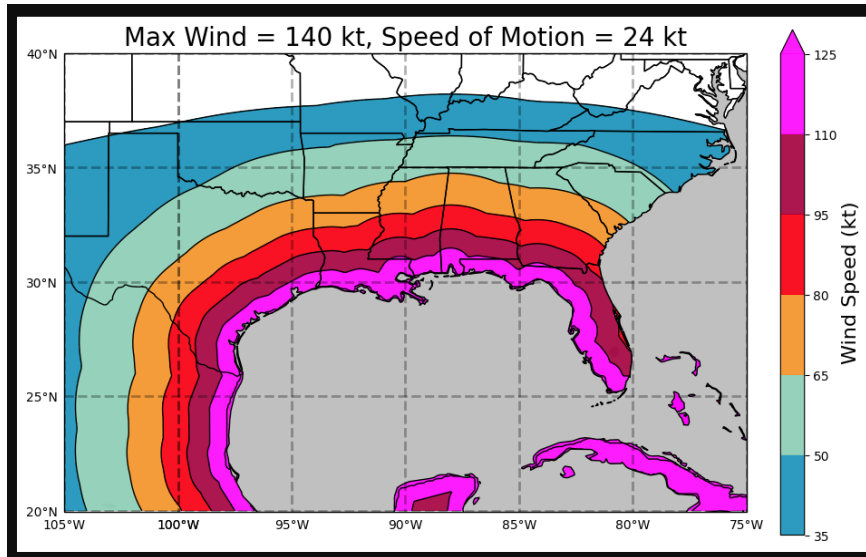 Max Wind = 140 kt, Speed of Motion = 24 kt
40°N
35°N
30°N
25°N
20°N
105°W
100°W
95°W
90°W
85°W
80°W
75°W
125
110
95
80
65
50
35
Wind Speed (kt)